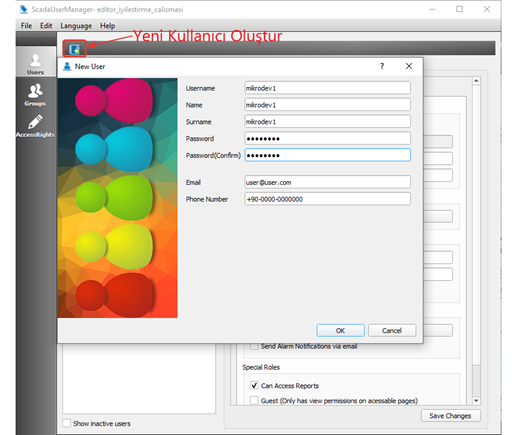 ScadaUserManager- editor_iyilestirme_calismasi
File Edit Language Help
Yeni Kullanıcı Oluştur
Users
Groups
AccessRights
New User
?
Username mikrodev1
Name mikrodev1
Surname mikrodev1
Password ●●●●●●●●
Password(Confirm) ●●●●●●●●
Email user@user.com
Phone Number +90-0000-0000000
OK Cancel
Send Alarm Notifications via email
Special Roles
Can Access Reports
Guest (Only has view permissions on acessable pages)
Show inactive users
Save Changes